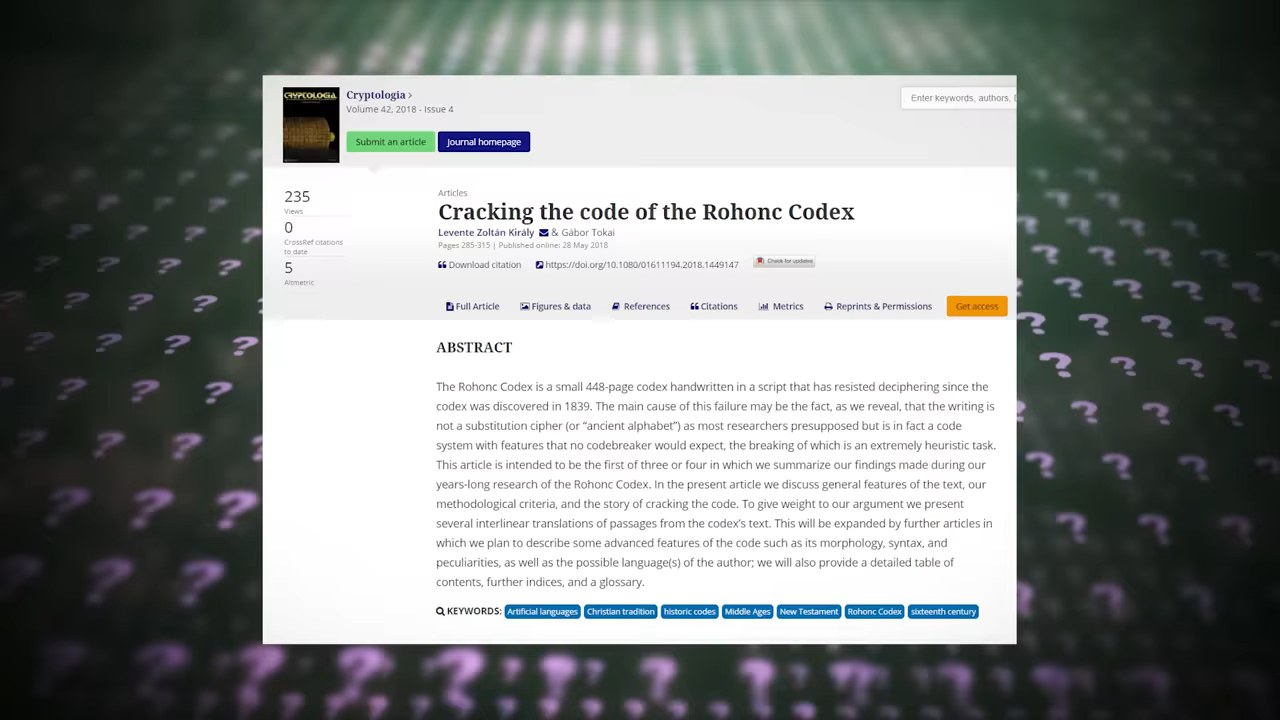 CRYPTOLOGIA
Cryptologia >
Volume 42, 2018 - Issue 4
Enter keywords, authors,
Submit an article
Journal homepage
235
Views
0
CrossRef citations
to date
5
Altmetric
Articles
Cracking the code of the Rohonc Codex
Levente Zoltán Király & Gábor Tokai
Pages 285-315 | Published online: 28 May 2018
Download citation https://doi.org/10.1080/01611194.2018.1449147 Check for updates
Full Article Figures & data References Citations Metrics Reprints & Permissions Get access
ABSTRACT
The Rohonc Codex is a small 448-page codex handwritten in a script that has resisted deciphering since the
codex was discovered in 1839. The main cause of this failure may be the fact, as we reveal, that the writing is
not a substitution cipher (or “ancient alphabet”) as most researchers presupposed but is in fact a code
system with features that no codebreaker would expect, the breaking of which is an extremely heuristic task.
This article is intended to be the first of three or four in which we summarize our findings made during our
years-long research of the Rohonc Codex. In the present article we discuss general features of the text, our
methodological criteria, and the story of cracking the code. To give weight to our argument we present
several interlinear translations of passages from the codex’s text. This will be expanded by further articles in
which we plan to describe some advanced features of the code such as its morphology, syntax, and
peculiarities, as well as the possible language(s) of the author; we will also provide a detailed table of
contents, further indices, and a glossary.
KEYWORDS: Artificial languages Christian tradition historic codes Middle Ages New Testament Rohonc Codex sixteenth century